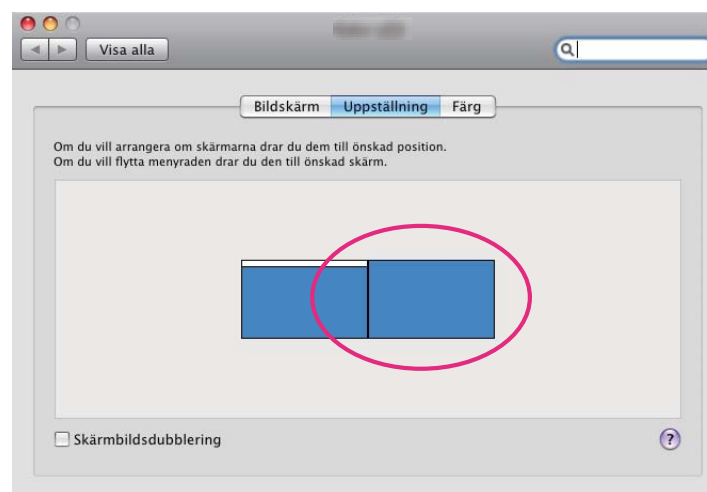 Visa alla
Bildskärm Uppställning Färg
Om du vill arrangera om skärmarna drar du dem till önskad position.
Om du vill flytta menyraden drar du den till önskad skärm.
Skärmbildsdubblering
?